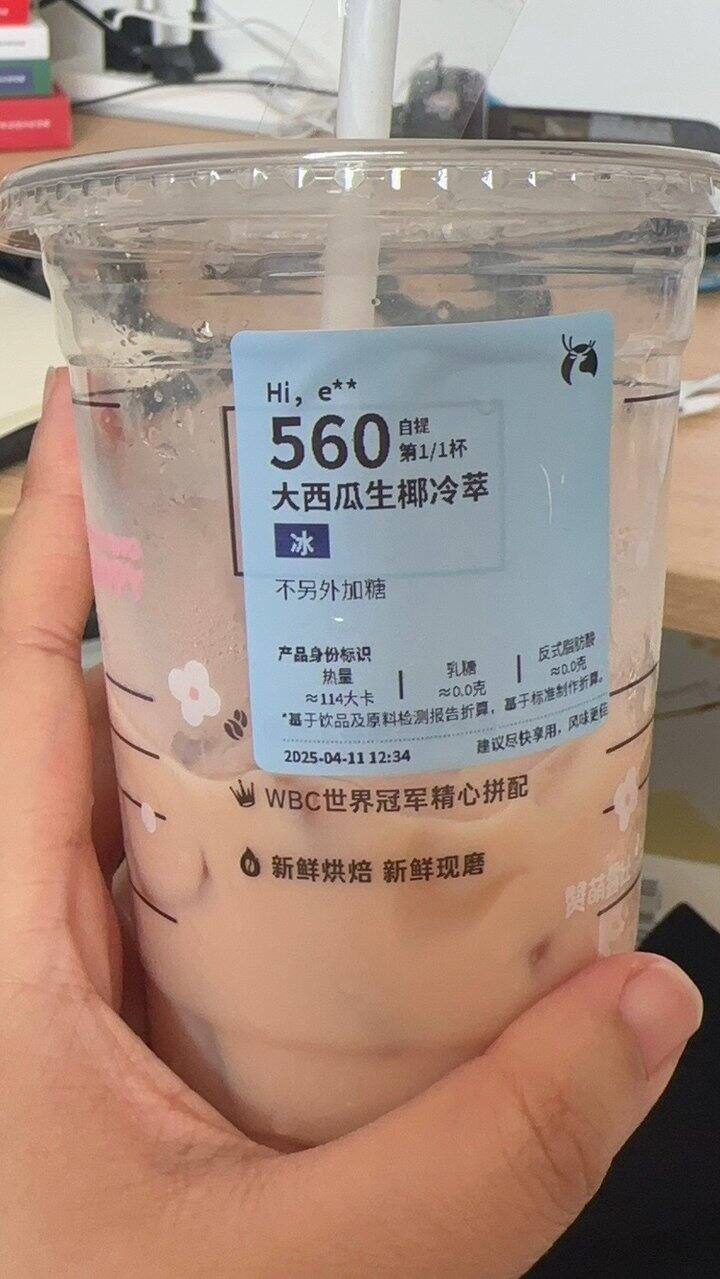 Hi, e**
560
自提
第1/1杯
大西瓜生椰冷萃
冰
不另外加糖
产品身份标识
热量
≈114大卡
乳糖
≈0.0克
反式脂肪酸
≈0.0克
*基于饮品及原料检测报告折算，基于标准制作折算。
2025-04-11 12:34
建议尽快享用，风味更佳
WBC世界冠军精心拼配
新鲜烘焙 新鲜现磨